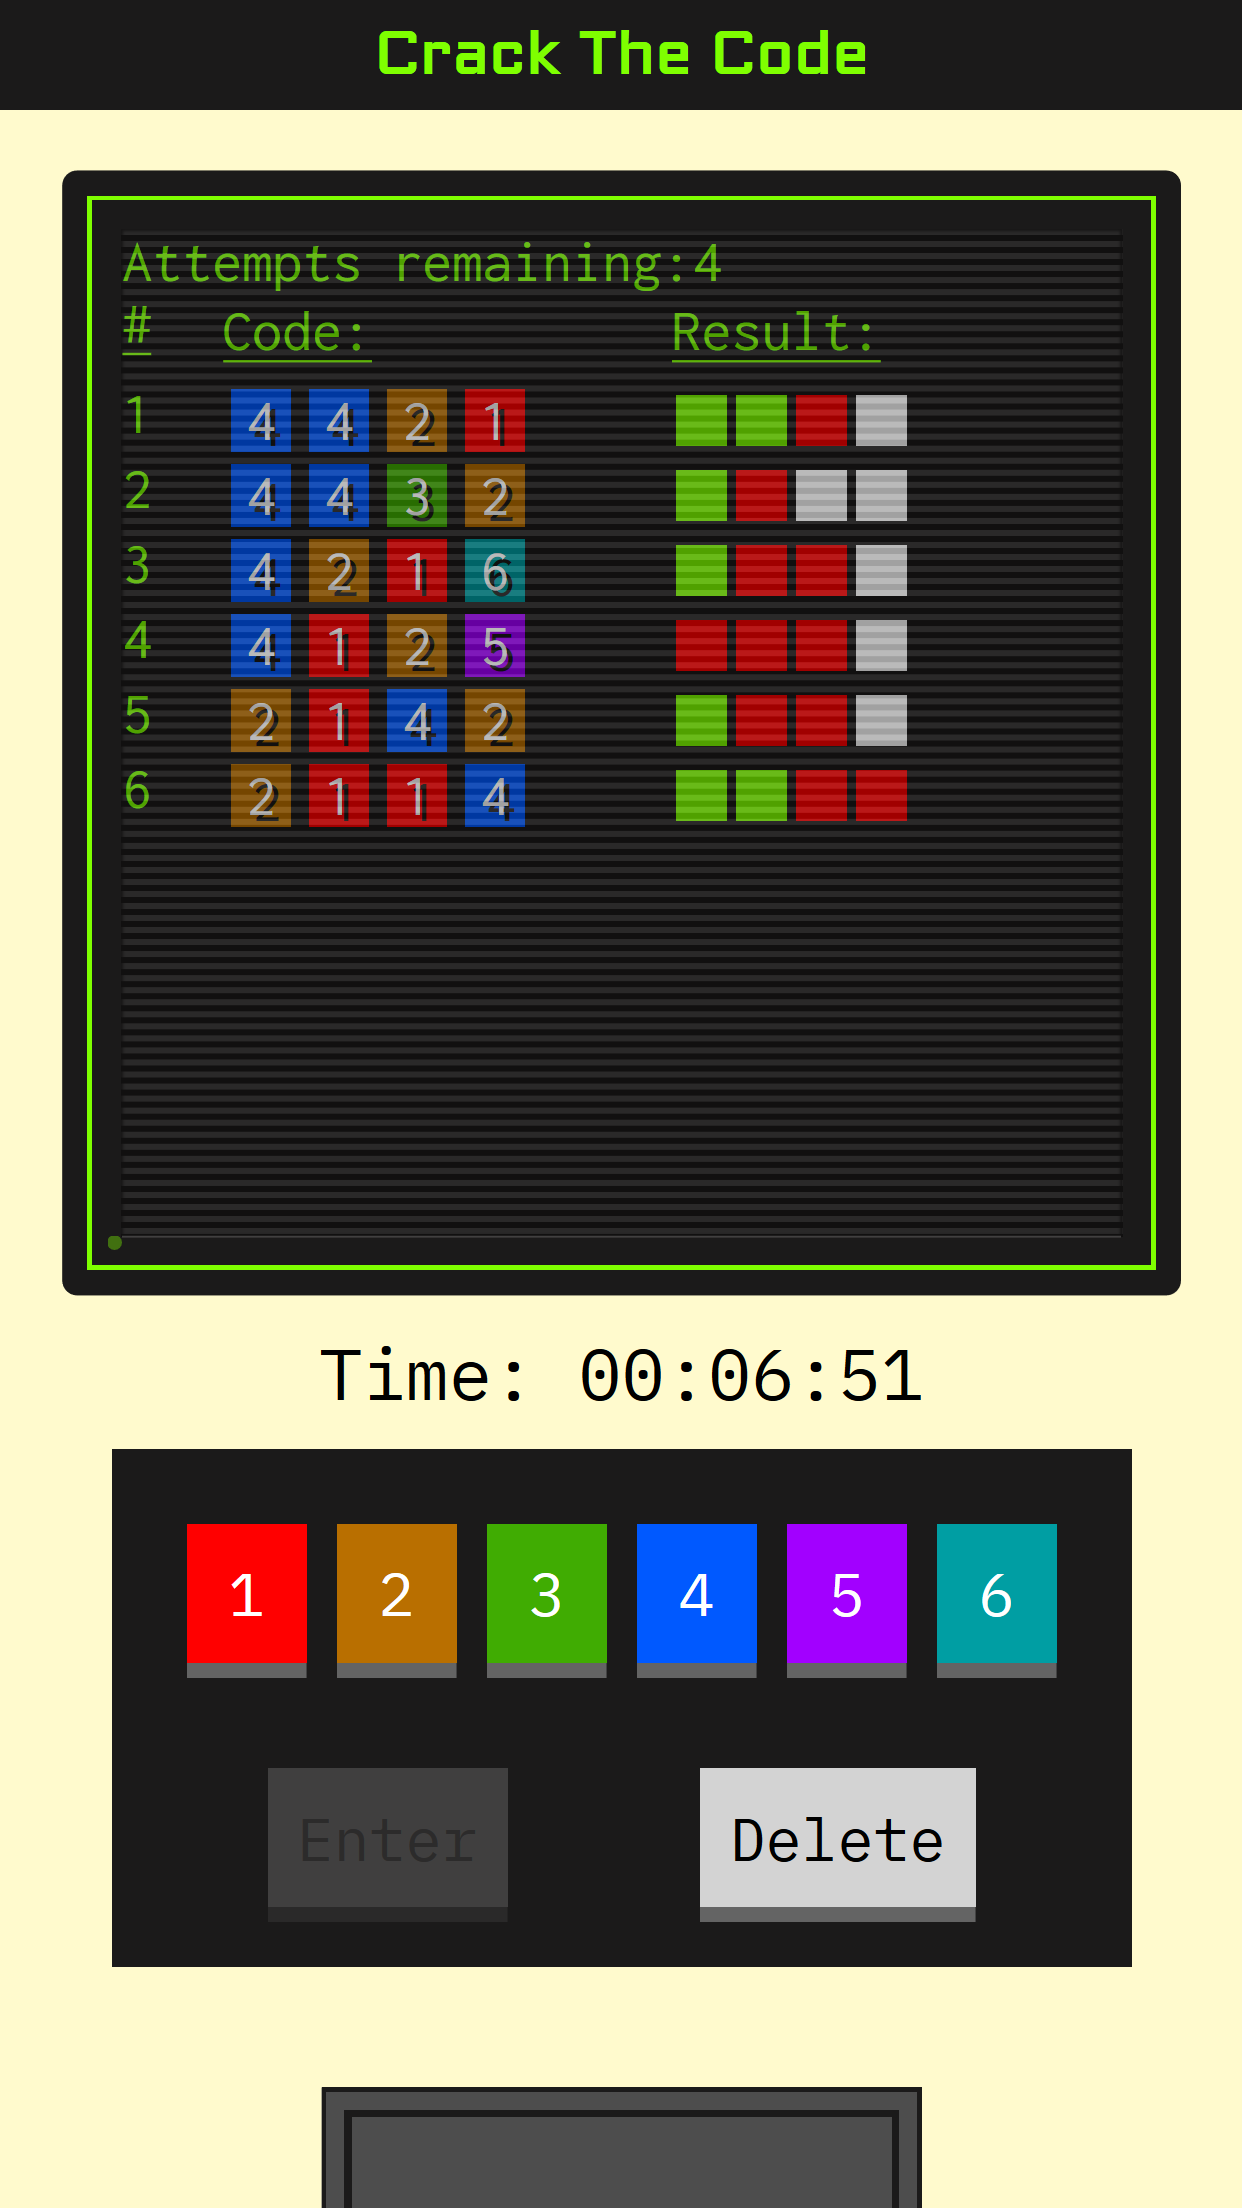 Crack The Code
Attempts remaining:4
# Code: Result:
1 4 4 2 1
2 4 4 3 2
3 4 2 1 6
4 4 1 2 5
5 2 1 4 2
6 2 1 1 4
Time: 00:06:51
1 2 3 4 5 6
Enter Delete